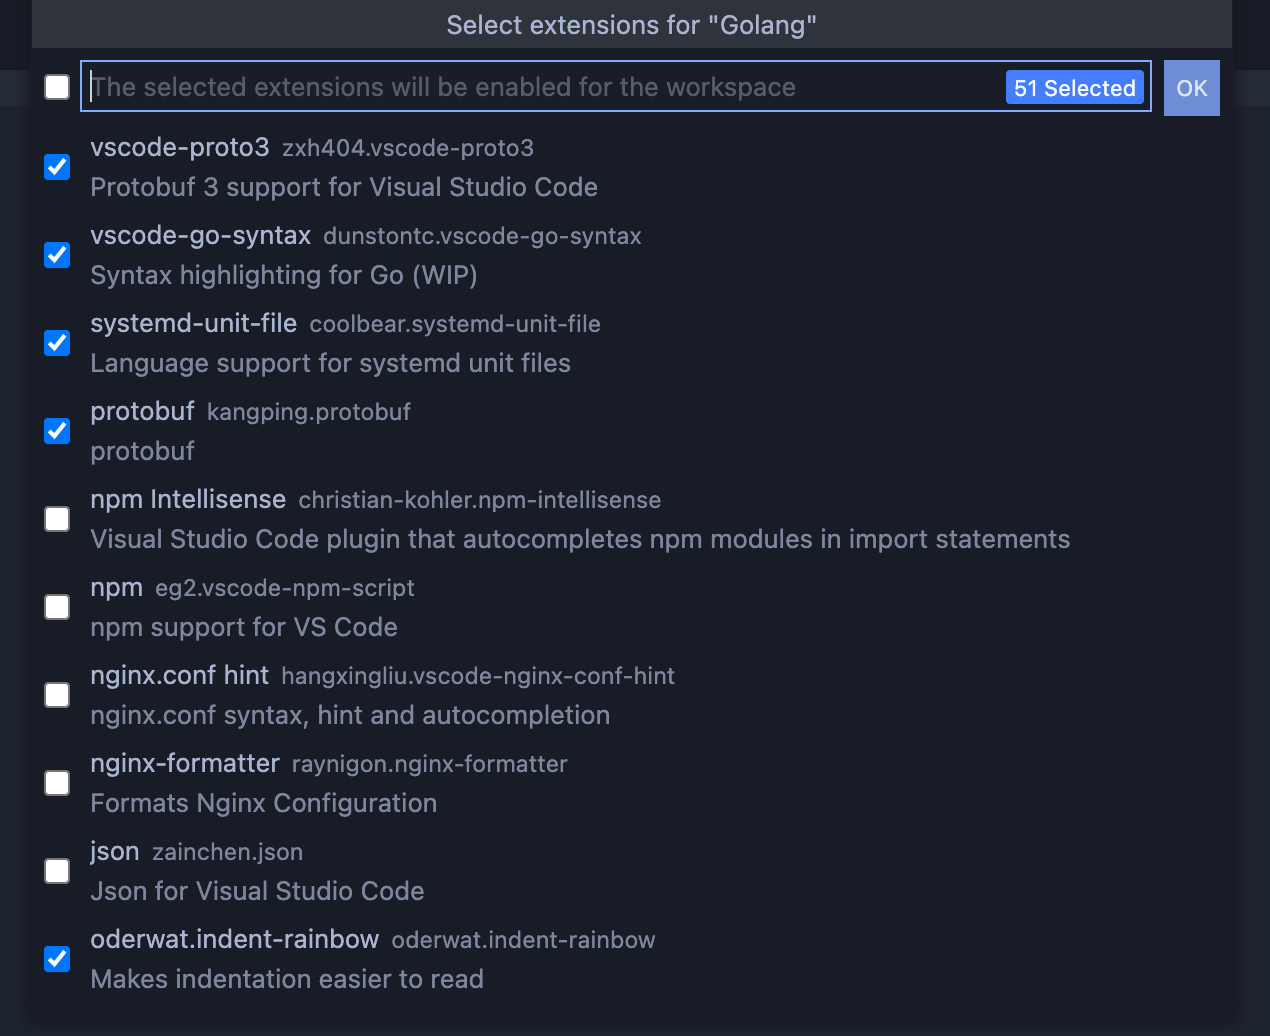 Select extensions for "Golang"
The selected extensions will be enabled for the workspace 51 Selected OK
vscode-proto3 zxh404.vscode-proto3
Protobuf 3 support for Visual Studio Code
vscode-go-syntax dunstontc.vscode-go-syntax
Syntax highlighting for Go (WIP)
systemd-unit-file coolbear.systemd-unit-file
Language support for systemd unit files
protobuf kangping.protobuf
protobuf
npm Intellisense christian-kohler.npm-intellisense
Visual Studio Code plugin that autocompletes npm modules in import statements
npm eg2.vscode-npm-script
npm support for VS Code
nginx.conf hint hangxingliu.vscode-nginx-conf-hint
nginx.conf syntax, hint and autocompletion
nginx-formatter raynigon.nginx-formatter
Formats Nginx Configuration
json zainchen.json
Json for Visual Studio Code
oderwat.indent-rainbow oderwat.indent-rainbow
Makes indentation easier to read